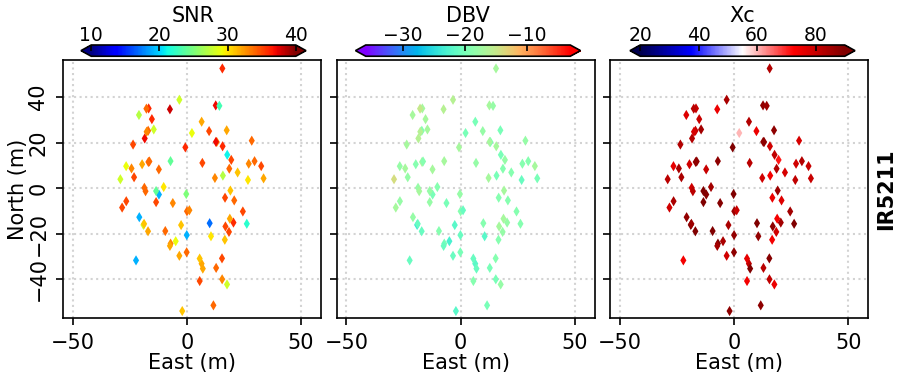 SNR DBV Xc
10 20 30 40 −30 −20 −10 20 40 60 80
North (m)
40
20
0
−20
−40
−50 0 50 −50 0 50 −50 0 50
East (m) East (m) East (m)
IR5211